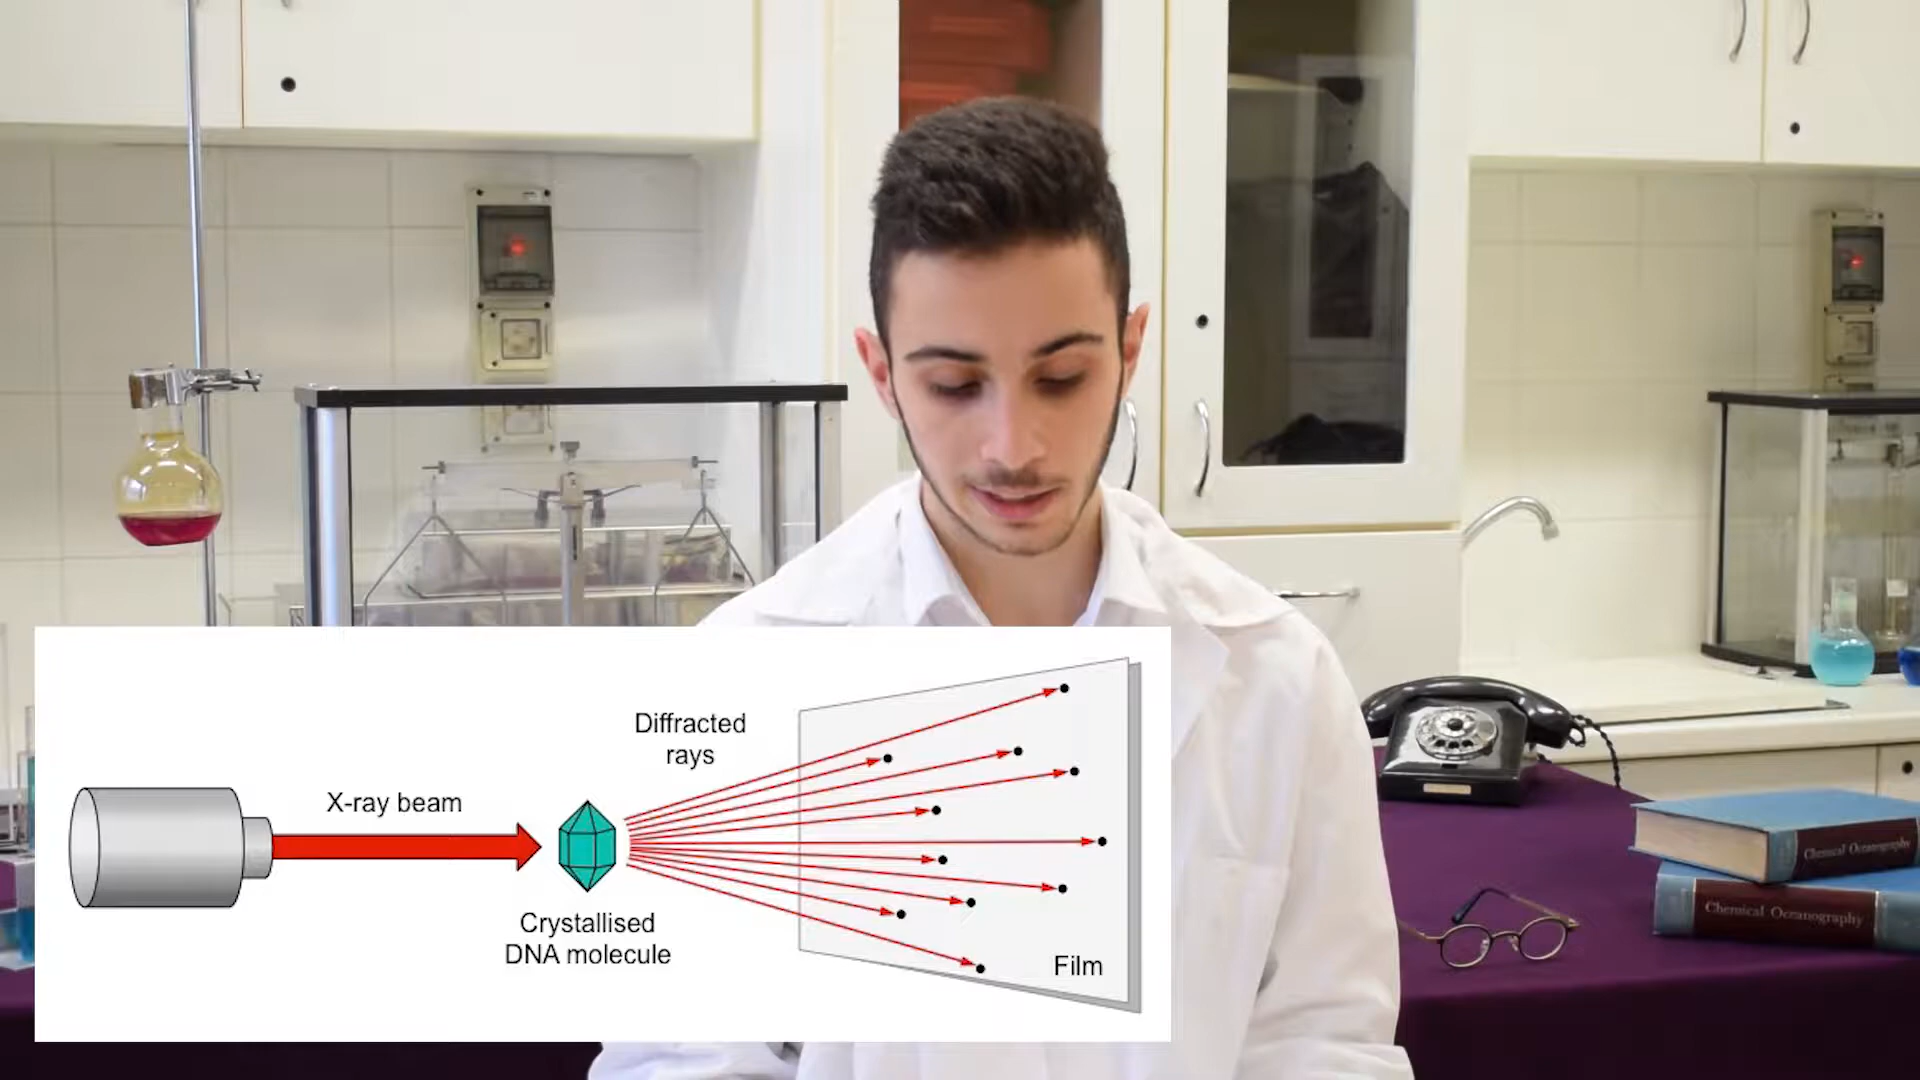 Diffracted
rays
X-ray beam
Crystallised
DNA molecule
Film
Chemical Oceanography
Chemical Oceanography